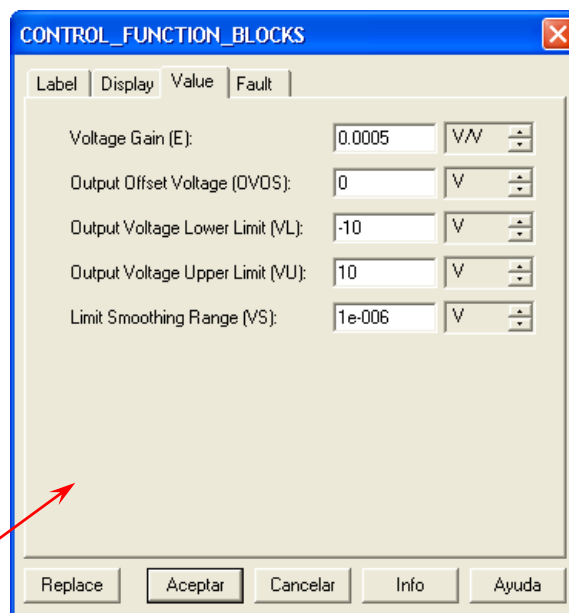 CONTROL_FUNCTION_BLOCKS
Label Display Value Fault
Voltage Gain (E): 0.0005 V/V
Output Offset Voltage (OVOS): 0 V
Output Voltage Lower Limit (VL): -10 V
Output Voltage Upper Limit (VU): 10 V
Limit Smoothing Range (VS): 1e-006 V
Replace Aceptar Cancelar Info Ayuda